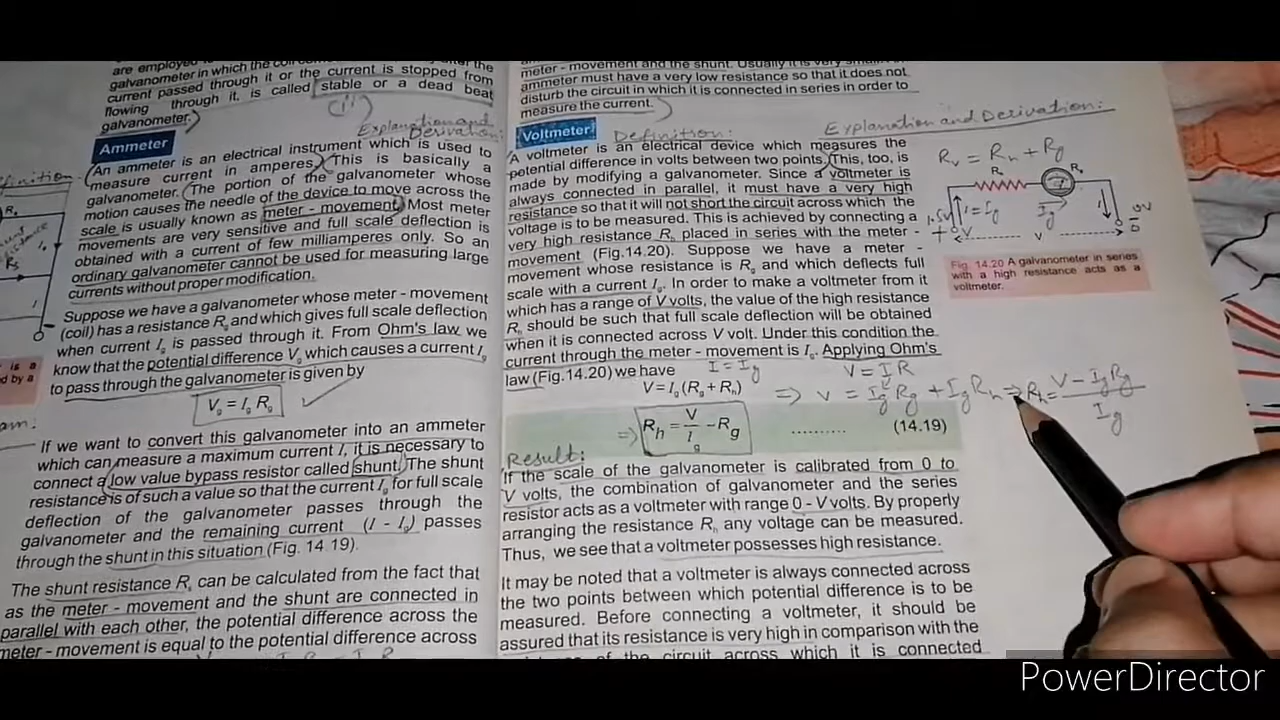 are employed
galvanometer in which the
current passed through it or the current is stopped from
flowing through it, is called stable or a dead beat
galvanometer.
(1)
Explanation and
Derivation:
Ammeter
An ammeter is an electrical instrument which is used to
measure current in amperes. This is basically a
galvanometer. The portion of the galvanometer whose
motion causes the needle of the device to move across the
scale is usually known as meter - movement. Most meter
movements are very sensitive and full scale deflection is
obtained with a current of few milliamperes only. So an
ordinary galvanometer cannot be used for measuring large
currents without proper modification.
Suppose we have a galvanometer whose meter - movement
(coil) has a resistance Rg and which gives full scale deflection
when current Ig is passed through it. From Ohm's law we
know that the potential difference Vg which causes a current Ig
to pass through the galvanometer is given by
Vg = Ig Rg
If we want to convert this galvanometer into an ammeter
which can measure a maximum current I, it is necessary to
connect a low value bypass resistor called shunt. The shunt
resistance is of such a value so that the current Ig for full scale
deflection of the galvanometer passes through the
galvanometer and the remaining current (I - Ig) passes
through the shunt in this situation (Fig. 14.19).
The shunt resistance Rs can be calculated from the fact that
as the meter - movement and the shunt are connected in
parallel with each other, the potential difference across the
meter - movement is equal to the potential difference across
meter - movement and the shunt. Usually it is very
ammeter must have a very low resistance so that it does not
disturb the circuit in which it is connected in series in order to
measure the current.
Voltmeter
Definition:
Explanation and Derivation:
A voltmeter is an electrical device which measures the
potential difference in volts between two points. This, too, is
made by modifying a galvanometer. Since a voltmeter is
always connected in parallel, it must have a very high
resistance so that it will not short the circuit across which the
voltage is to be measured. This is achieved by connecting a
very high resistance Rh placed in series with the meter -
movement (Fig.14.20). Suppose we have a meter -
movement whose resistance is Rg and which deflects full
scale with a current Ig. In order to make a voltmeter from it
which has a range of V volts, the value of the high resistance
Rh should be such that full scale deflection will be obtained
when it is connected across V volt. Under this condition the
current through the meter - movement is Ig. Applying Ohm's
law (Fig.14.20) we have
I = Ig
V = IR
V = Ig (Rg + Rh)
⇒ V = IgRg + IgRh ⇒ Rh = V - IgRg / Ig
⇒ Rh = V/Ig - Rg .......... (14.19)
Result:
If the scale of the galvanometer is calibrated from 0 to
V volts, the combination of galvanometer and the series
resistor acts as a voltmeter with range 0 - V volts. By properly
arranging the resistance Rh any voltage can be measured.
Thus, we see that a voltmeter possesses high resistance.
It may be noted that a voltmeter is always connected across
the two points between which potential difference is to be
measured. Before connecting a voltmeter, it should be
assured that its resistance is very high in comparison with the
of the circuit across which it is connected
Rv = Rh + Rg
Rh
Rg
I = Ig
Ig
I
V
Fig. 14.20 A galvanometer in series
with a high resistance acts as a
voltmeter.
PowerDirector